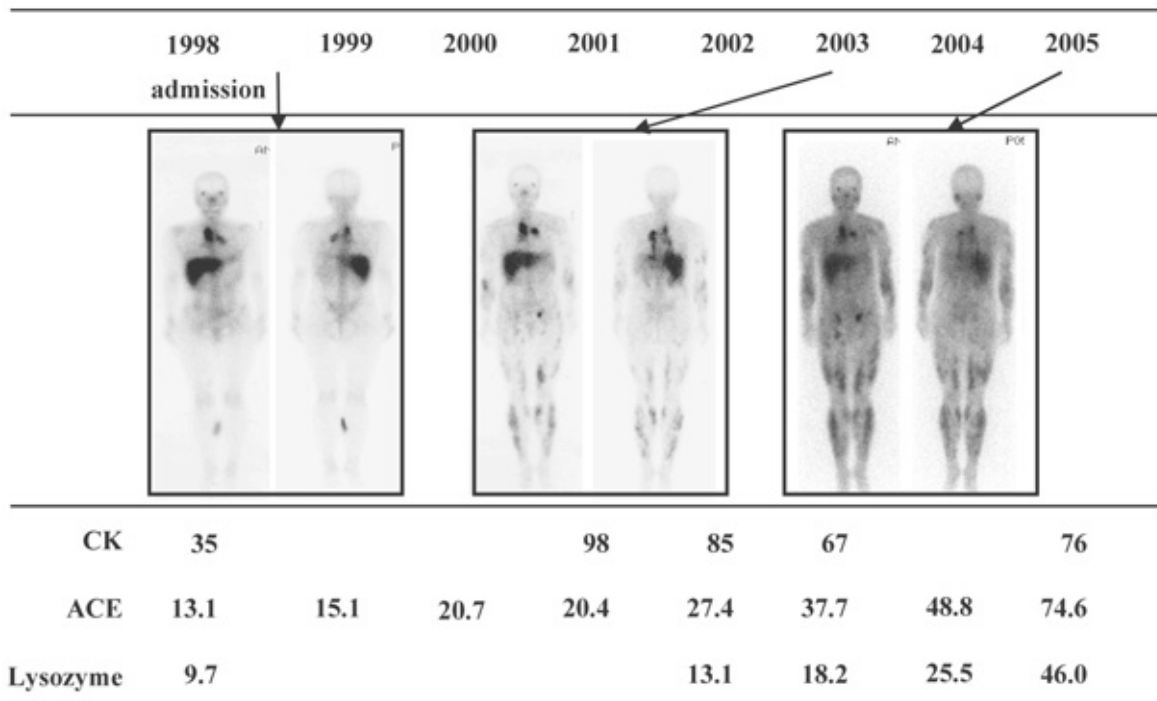 1998 1999 2000 2001 2002 2003 2004 2005
admission
CK 35 98 85 67 76
ACE 13.1 15.1 20.7 20.4 27.4 37.7 48.8 74.6
Lysozyme 9.7 13.1 18.2 25.5 46.0